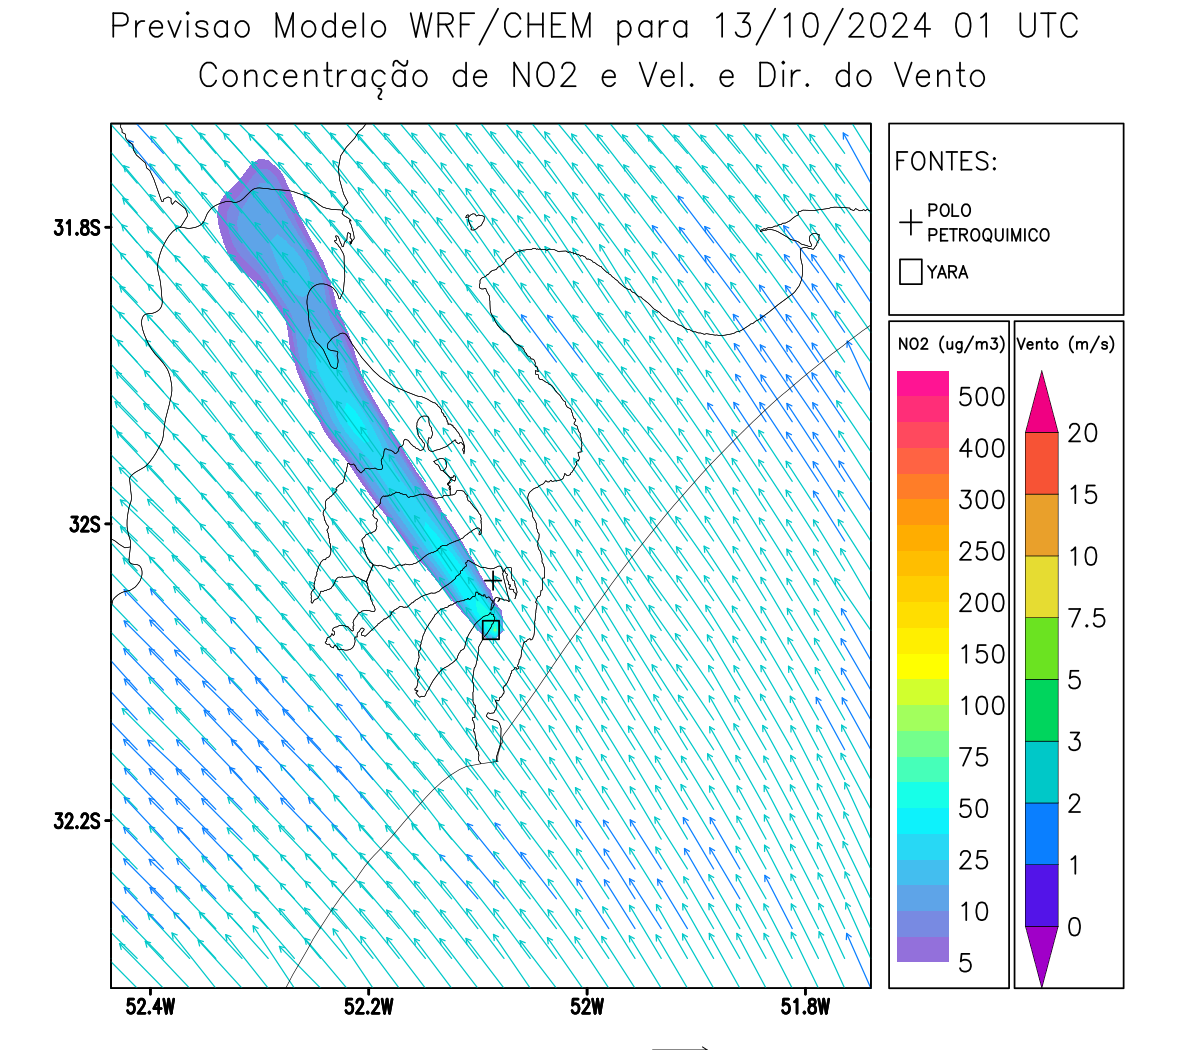 Previsao Modelo WRF/CHEM para 13/10/2024 01 UTC
Concentração de NO2 e Vel. e Dir. do Vento
FONTES:
POLO
PETROQUIMICO
YARA
NO2 (ug/m3)
500
400
300
250
200
150
100
75
50
25
10
5
Vento (m/s)
20
15
10
7.5
5
3
2
1
0
31.8S
32S
32.2S
52.4W
52.2W
52W
51.8W